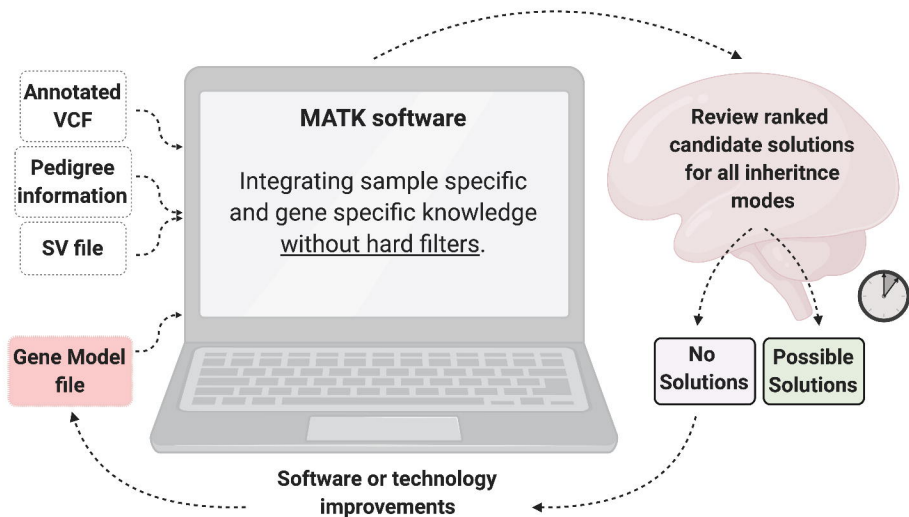 Annotated
VCF
Pedigree
information
SV file
Gene Model
file
MATK software
Integrating sample specific
and gene specific knowledge
without hard filters.
Review ranked
candidate solutions
for all inheritnce
modes
No
Solutions
Possible
Solutions
Software or technology
improvements